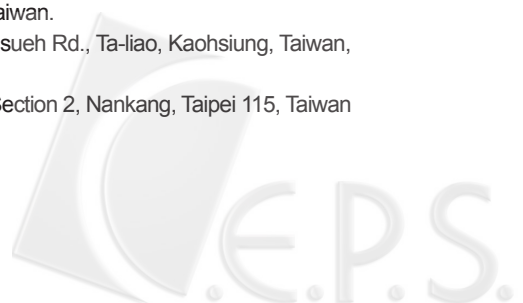 aiwan.
sueh Rd., Ta-liao, Kaohsiung, Taiwan,
Section 2, Nankang, Taipei 115, Taiwan
C.E.P.S.